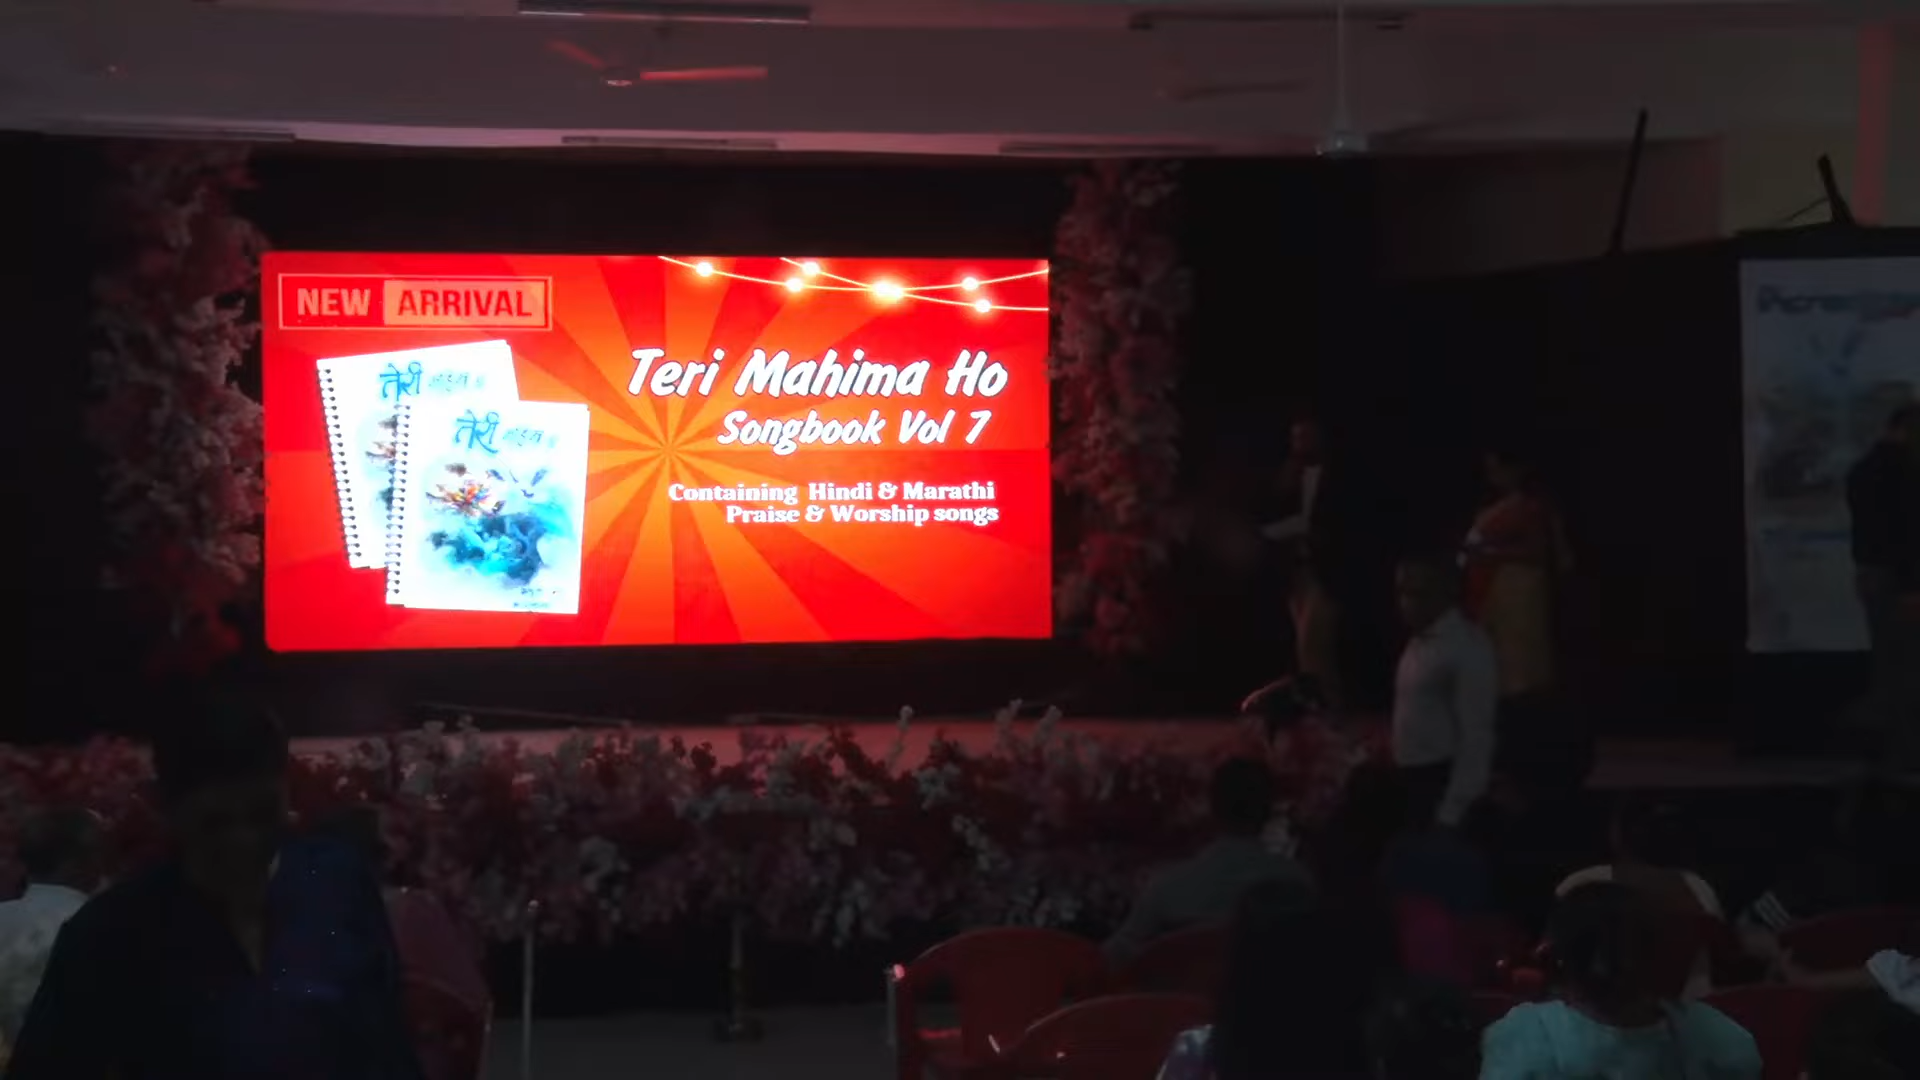 NEW ARRIVAL
तेरी
तेरी
Teri Mahima Ho
Songbook Vol 7
Containing Hindi & Marathi
Praise & Worship songs